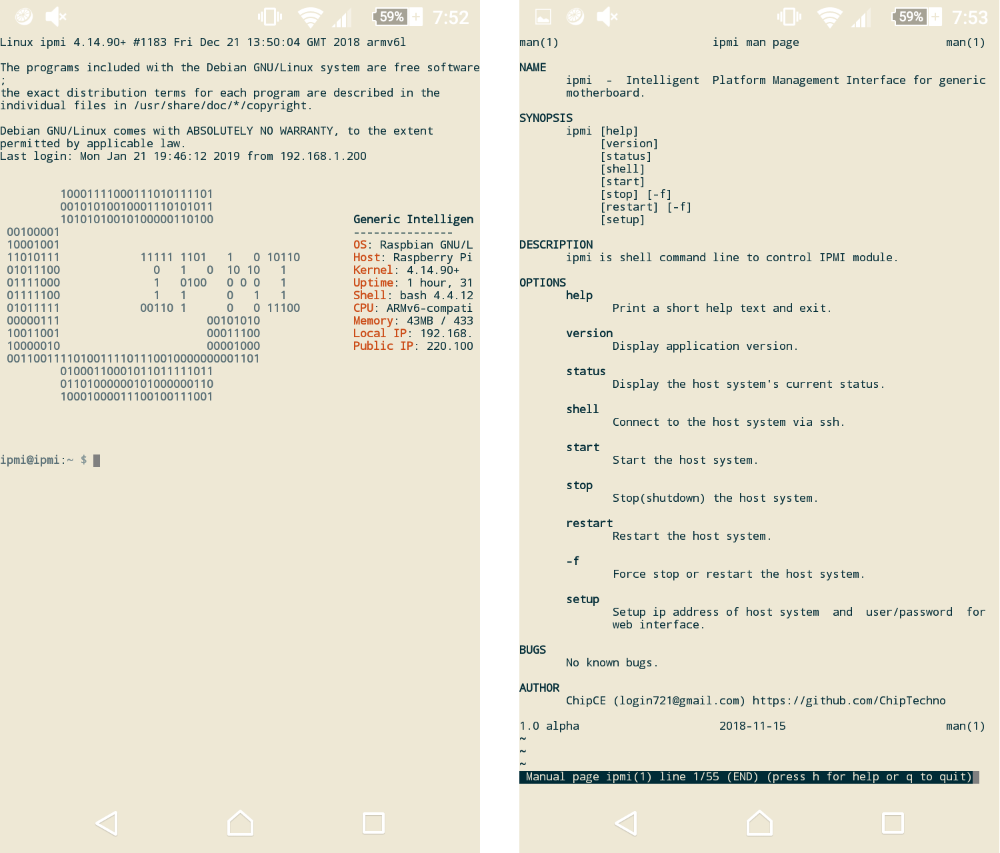 59% 7:52
Linux ipmi 4.14.90+ #1183 Fri Dec 21 13:50:04 GMT 2018 armv6l

The programs included with the Debian GNU/Linux system are free software
;
the exact distribution terms for each program are described in the
individual files in /usr/share/doc/*/copyright.

Debian GNU/Linux comes with ABSOLUTELY NO WARRANTY, to the extent
permitted by applicable law.
Last login: Mon Jan 21 19:46:12 2019 from 192.168.1.200

         10001111000111010111101
         00101010010001110101011
         10101010010100000110100                     Generic Intelligen
 00100001                                            ---------------
 10001001                                            OS: Raspbian GNU/L
 11010111            11111 1101   1   0 10110        Host: Raspberry Pi
 01011100              0   1   0  10 10   1          Kernel: 4.14.90+
 01111000              1   0100   0 0 0   1          Uptime: 1 hour, 31
 01111100              1   1      0   1   1          Shell: bash 4.4.12
 01011111            00110 1      0   0 11100        CPU: ARMv6-compati
 00000111                      00101010              Memory: 43MB / 433
 10011001                      00011100              Local IP: 192.168.
 10000010                      00001000              Public IP: 220.100
 00110011110100111101110010000000001101
         01000110001011011111011
         01101000000101000000110
         10001000011100100111001

ipmi@ipmi:~ $
59% 7:53
man(1)                       ipmi man page                      man(1)

NAME
       ipmi  -  Intelligent  Platform Management Interface for generic
       motherboard.

SYNOPSIS
       ipmi [help]
            [version]
            [status]
            [shell]
            [start]
            [stop] [-f]
            [restart] [-f]
            [setup]

DESCRIPTION
       ipmi is shell command line to control IPMI module.

OPTIONS
       help
              Print a short help text and exit.

       version
              Display application version.

       status
              Display the host system's current status.

       shell
              Connect to the host system via ssh.

       start
              Start the host system.

       stop
              Stop(shutdown) the host system.

       restart
              Restart the host system.

       -f
              Force stop or restart the host system.

       setup
              Setup ip address of host system  and  user/password  for
              web interface.

BUGS
       No known bugs.

AUTHOR
       ChipCE (login721@gmail.com) https://github.com/ChipTechno

1.0 alpha                     2018-11-15                        man(1)
~
~
~
 Manual page ipmi(1) line 1/55 (END) (press h for help or q to quit)